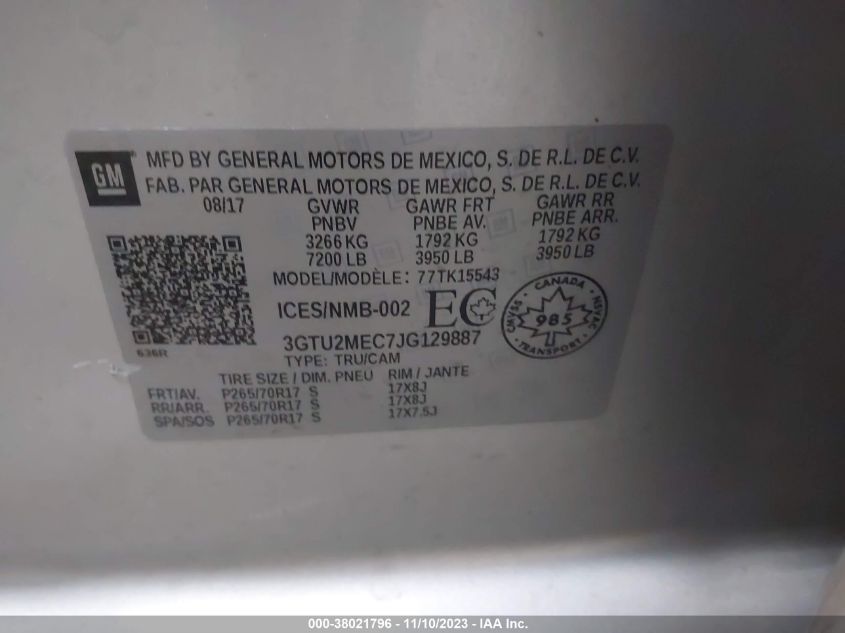 GM
MFD BY GENERAL MOTORS DE MEXICO, S. DE R.L. DE C.V.
FAB. PAR GENERAL MOTORS DE MEXICO, S. DE R.L. DE C.V.
08/17 GVWR GAWR FRT GAWR RR
PNBV PNBE AV. PNBE ARR.
3266 KG 1792 KG 1792 KG
7200 LB 3950 LB 3950 LB
MODEL/MODÈLE: 77TK15543
ICES/NMB-002 EC
CANADA
CMVSS 985 NSVAC
TRANSPORT
3GTU2MEC7JG129887
636R
TYPE: TRU/CAM
TIRE SIZE / DIM. PNEU RIM / JANTE
FRT/AV. P265/70R17 S 17X8J
RR/ARR. P265/70R17 S 17X8J
SPA/SOS P265/70R17 S 17X7.5J
000-38021796 - 11/10/2023 - IAA Inc.